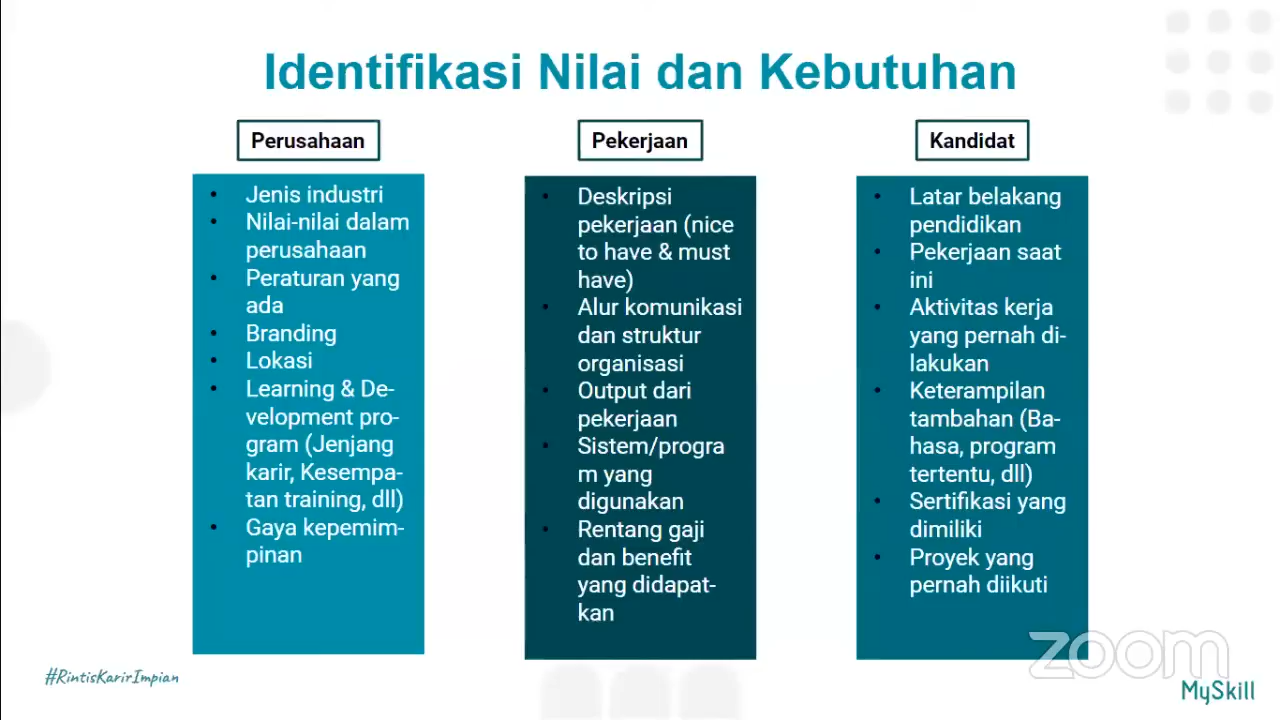 Identifikasi Nilai dan Kebutuhan
Perusahaan
• Jenis industri
• Nilai-nilai dalam
perusahaan
• Peraturan yang
ada
• Branding
• Lokasi
• Learning & De-
velopment pro-
gram (Jenjang
karir, Kesempa-
tan training, dll)
• Gaya kepemim-
pinan
Pekerjaan
• Deskripsi
pekerjaan (nice
to have & must
have)
• Alur komunikasi
dan struktur
organisasi
• Output dari
pekerjaan
• Sistem/progra
m yang
digunakan
• Rentang gaji
dan benefit
yang didapat-
kan
Kandidat
• Latar belakang
pendidikan
• Pekerjaan saat
ini
• Aktivitas kerja
yang pernah di-
lakukan
• Keterampilan
tambahan (Ba-
hasa, program
tertentu, dll)
• Sertifikasi yang
dimiliki
• Proyek yang
pernah diikuti
zoom
#RintisKarirImpian
MySkill